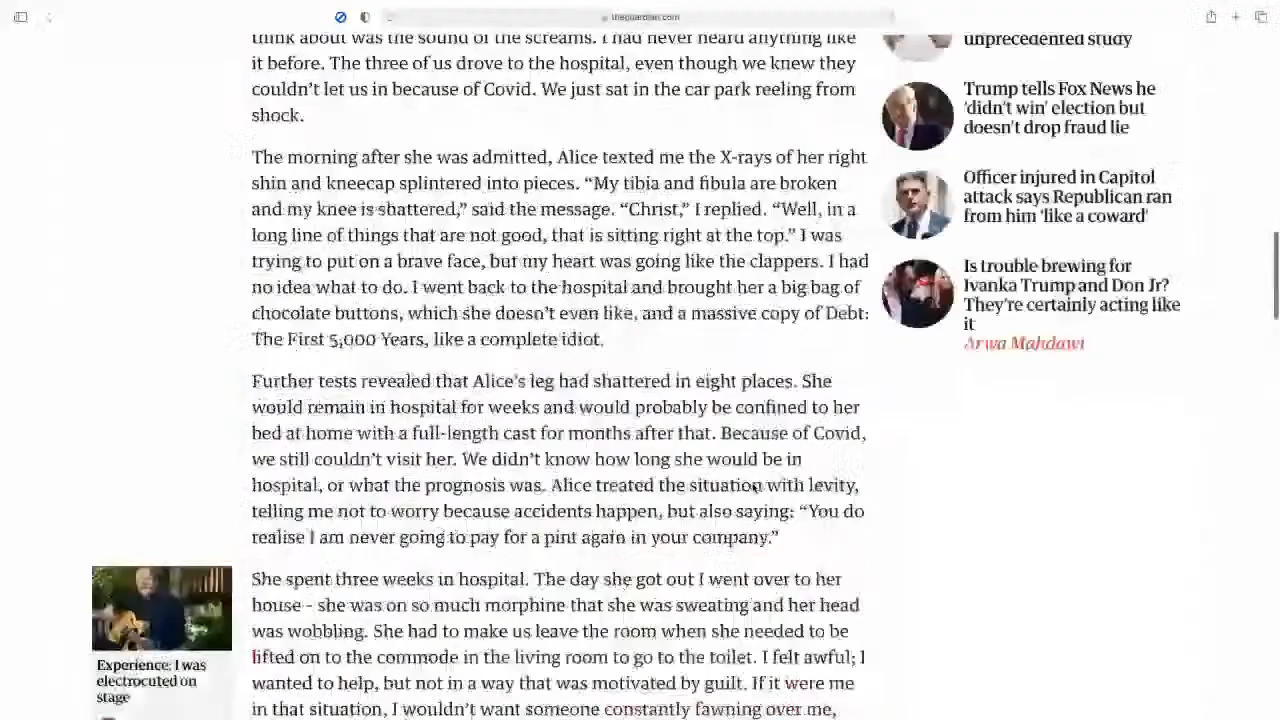 theguardian.com
think about was the sound of the screams. I had never heard anything like
it before. The three of us drove to the hospital, even though we knew they
couldn't let us in because of Covid. We just sat in the car park reeling from
shock.
The morning after she was admitted, Alice texted me the X-rays of her right
shin and kneecap splintered into pieces. “My tibia and fibula are broken
and my knee is shattered,” said the message. “Christ,” I replied. “Well, in a
long line of things that are not good, that is sitting right at the top.” I was
trying to put on a brave face, but my heart was going like the clappers. I had
no idea what to do. I went back to the hospital and brought her a big bag of
chocolate buttons, which she doesn't even like, and a massive copy of Debt:
The First 5,000 Years, like a complete idiot.
Further tests revealed that Alice's leg had shattered in eight places. She
would remain in hospital for weeks and would probably be confined to her
bed at home with a full-length cast for months after that. Because of Covid,
we still couldn't visit her. We didn't know how long she would be in
hospital, or what the prognosis was. Alice treated the situation with levity,
telling me not to worry because accidents happen, but also saying: “You do
realise I am never going to pay for a pint again in your company.”
She spent three weeks in hospital. The day she got out I went over to her
house – she was on so much morphine that she was sweating and her head
was wobbling. She had to make us leave the room when she needed to be
lifted on to the commode in the living room to go to the toilet. I felt awful; I
wanted to help, but not in a way that was motivated by guilt. If it were me
in that situation, I wouldn't want someone constantly fawning over me,
unprecedented study
Trump tells Fox News he
‘didn't win’ election but
doesn't drop fraud lie
Officer injured in Capitol
attack says Republican ran
from him ‘like a coward’
Is trouble brewing for
Ivanka Trump and Don Jr?
They're certainly acting like
it
Arwa Mahdawi
Experience: I was
electrocuted on
stage